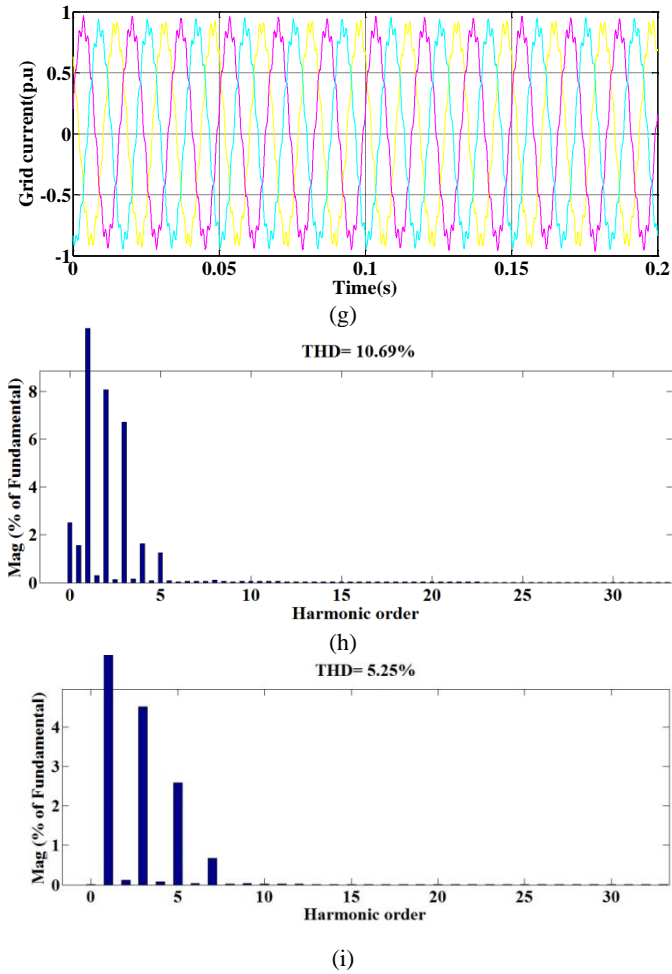 1
0.5
0
-0.5
-1
Grid current(p.u)
0 0.05 0.1 0.15 0.2
Time(s)
(g)
THD= 10.69%
8
6
4
2
0
Mag (% of Fundamental)
0 5 10 15 20 25 30
Harmonic order
(h)
THD= 5.25%
4
3
2
1
0
Mag (% of Fundamental)
0 5 10 15 20 25 30
Harmonic order
(i)